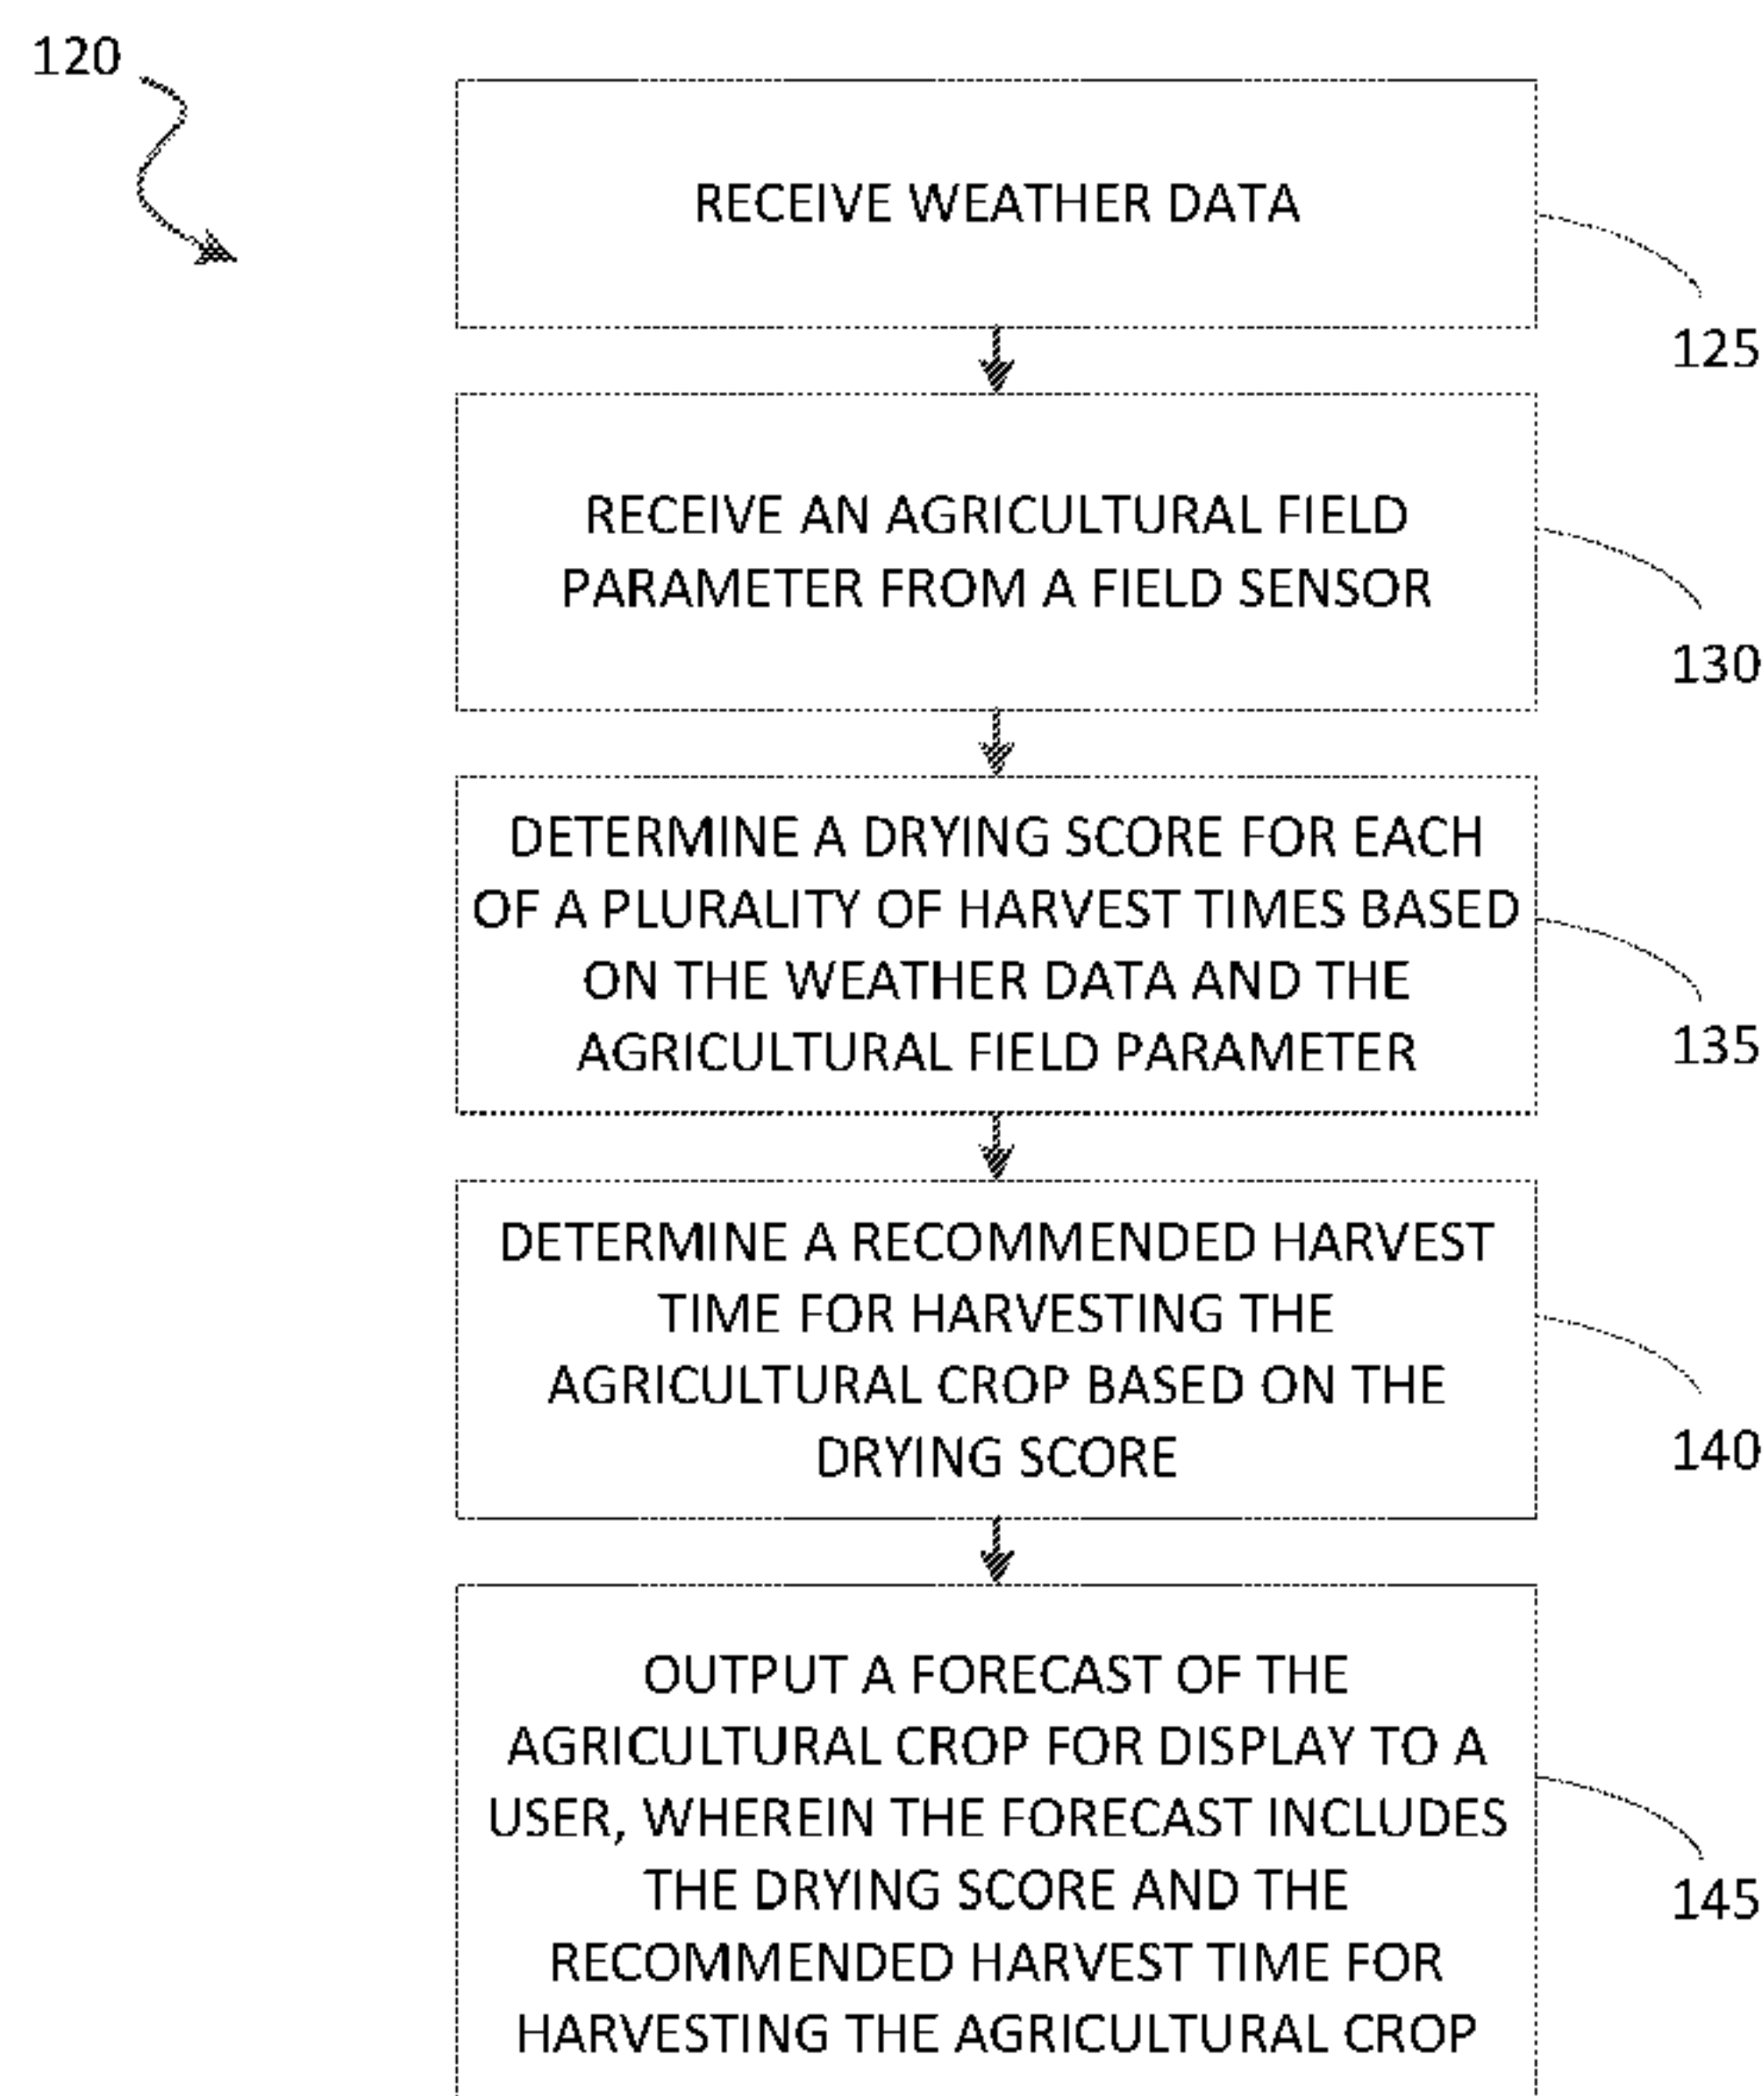 120
RECEIVE WEATHER DATA
125
RECEIVE AN AGRICULTURAL FIELD
PARAMETER FROM A FIELD SENSOR
130
DETERMINE A DRYING SCORE FOR EACH
OF A PLURALITY OF HARVEST TIMES BASED
ON THE WEATHER DATA AND THE
AGRICULTURAL FIELD PARAMETER
135
DETERMINE A RECOMMENDED HARVEST
TIME FOR HARVESTING THE
AGRICULTURAL CROP BASED ON THE
DRYING SCORE
140
OUTPUT A FORECAST OF THE
AGRICULTURAL CROP FOR DISPLAY TO A
USER, WHEREIN THE FORECAST INCLUDES
THE DRYING SCORE AND THE
RECOMMENDED HARVEST TIME FOR
HARVESTING THE AGRICULTURAL CROP
145